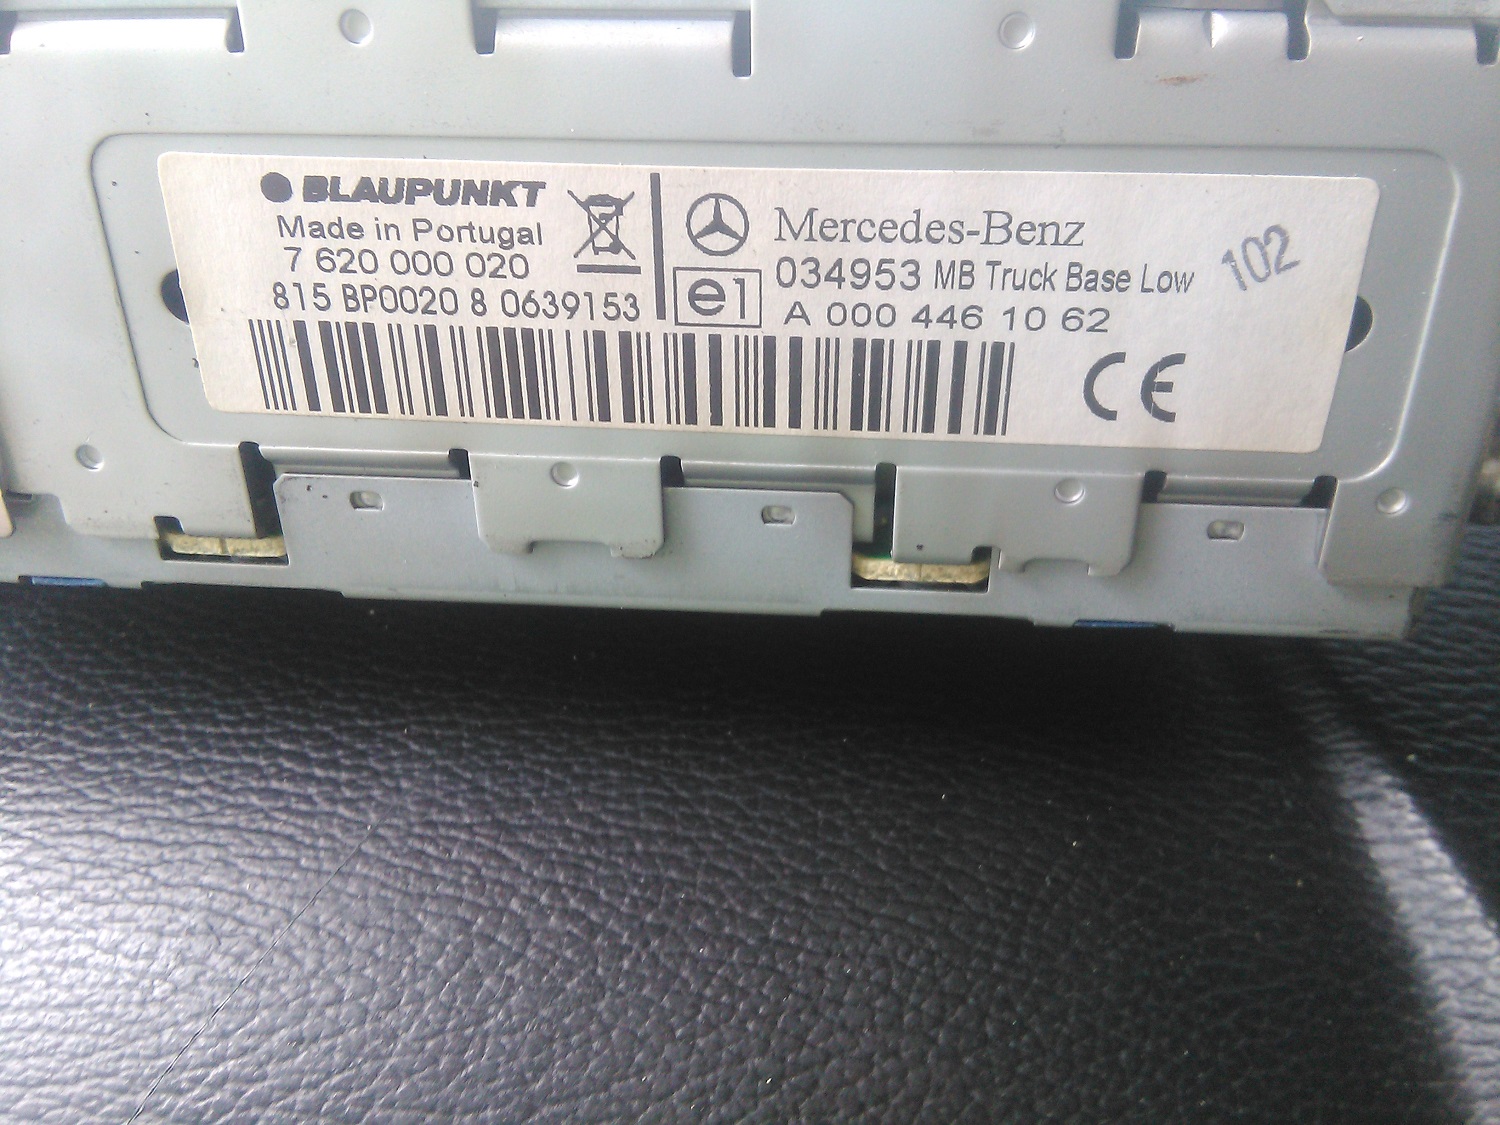 BLAUPUNKT
Made in Portugal
7 620 000 020
815 BP0020 8 0639153
Mercedes-Benz
e1
034953 MB Truck Base Low
A 000 446 10 62
102
CE